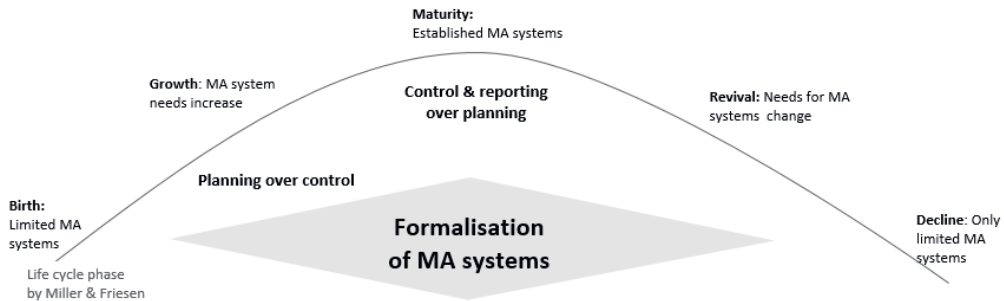 Maturity:
Established MA systems
Growth: MA system
needs increase
Control & reporting
over planning
Revival: Needs for MA
systems change
Planning over control
Birth:
Limited MA
systems
Formalisation
of MA systems
Decline: Only
limited MA
systems
Life cycle phase
by Miller & Friesen